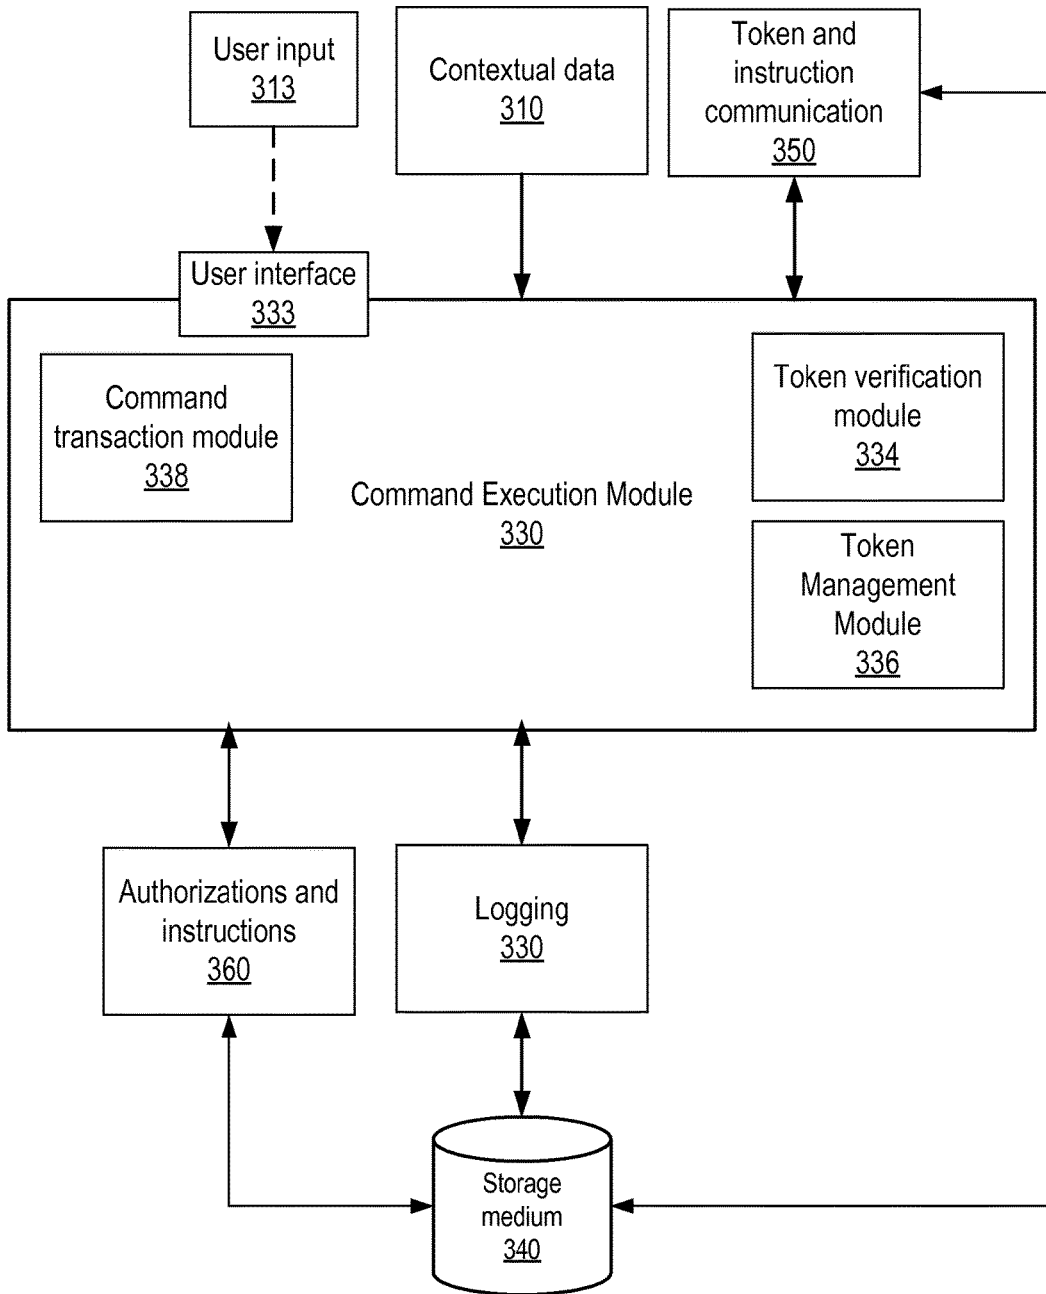 User input
313
Contextual data
310
Token and
instruction
communication
350
User interface
333
Command
transaction module
338
Command Execution Module
330
Token verification
module
334
Token
Management
Module
336
Authorizations and
instructions
360
Logging
330
Storage
medium
340